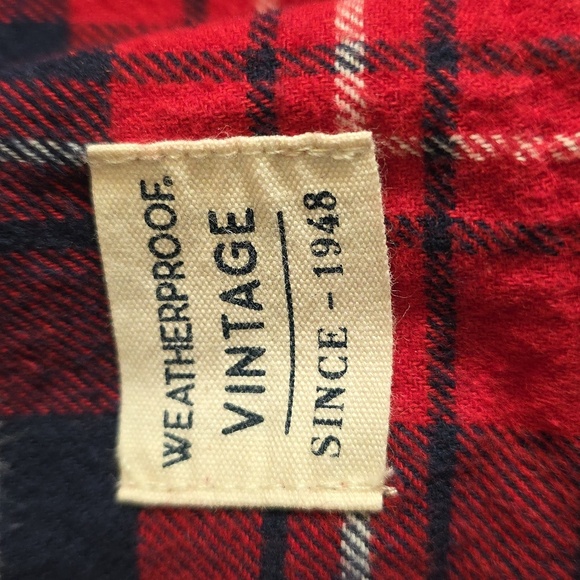 WEATHERPROOF.
VINTAGE
SINCE - 1948